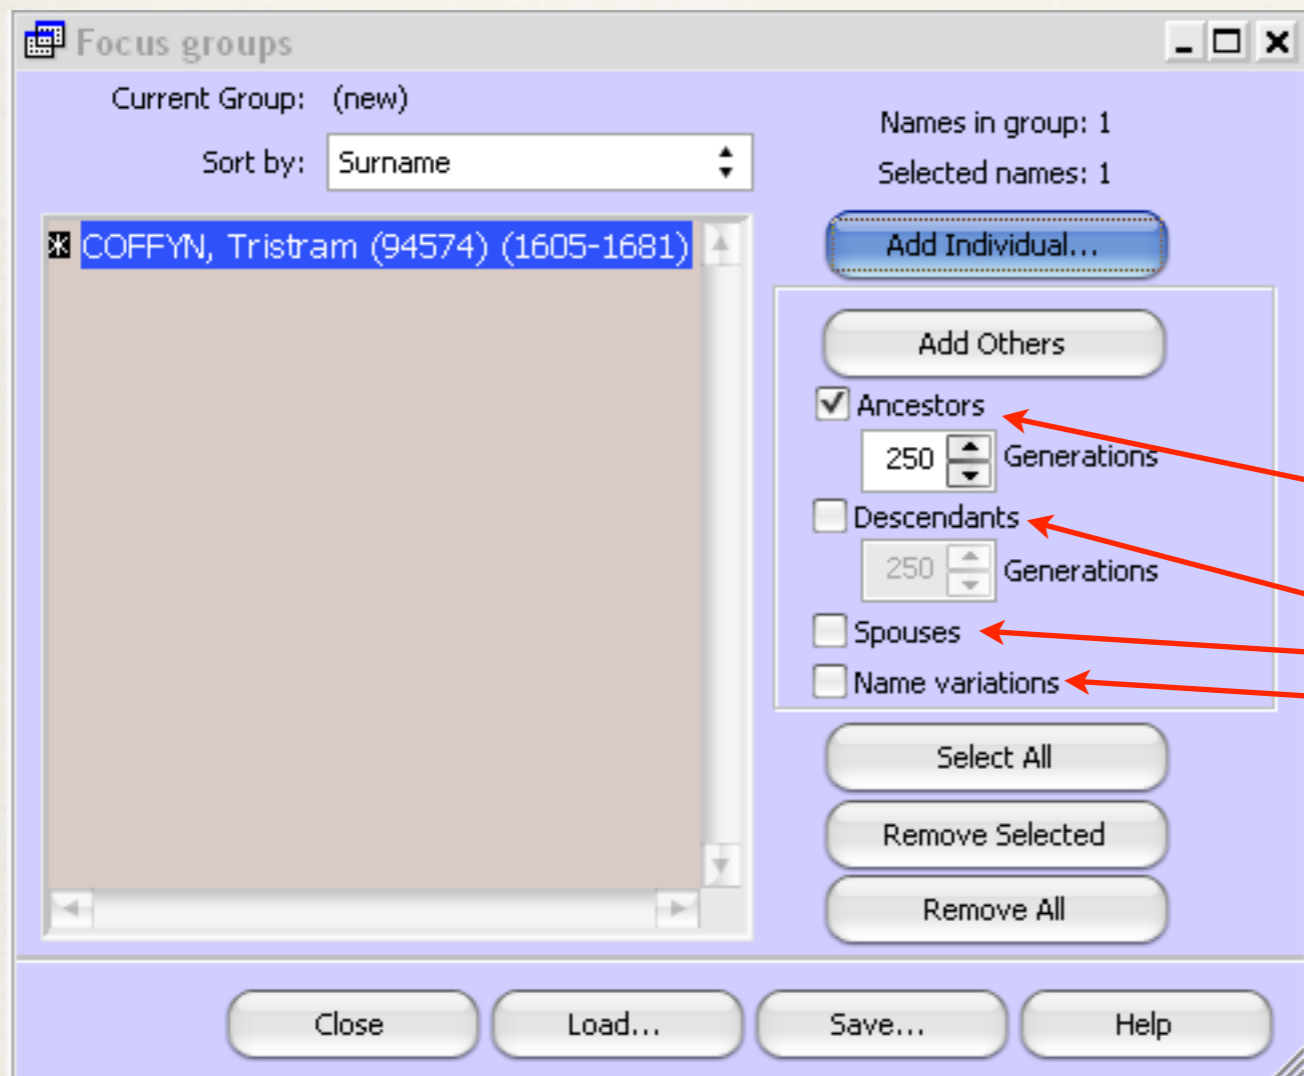 Focus groups
Current Group: (new)
Sort by: Surname
Names in group: 1
Selected names: 1
* COFFYN, Tristram (94574) (1605-1681)
Add Individual...
Add Others
Ancestors
250 Generations
Descendants
250 Generations
Spouses
Name variations
Select All
Remove Selected
Remove All
Close Load... Save... Help